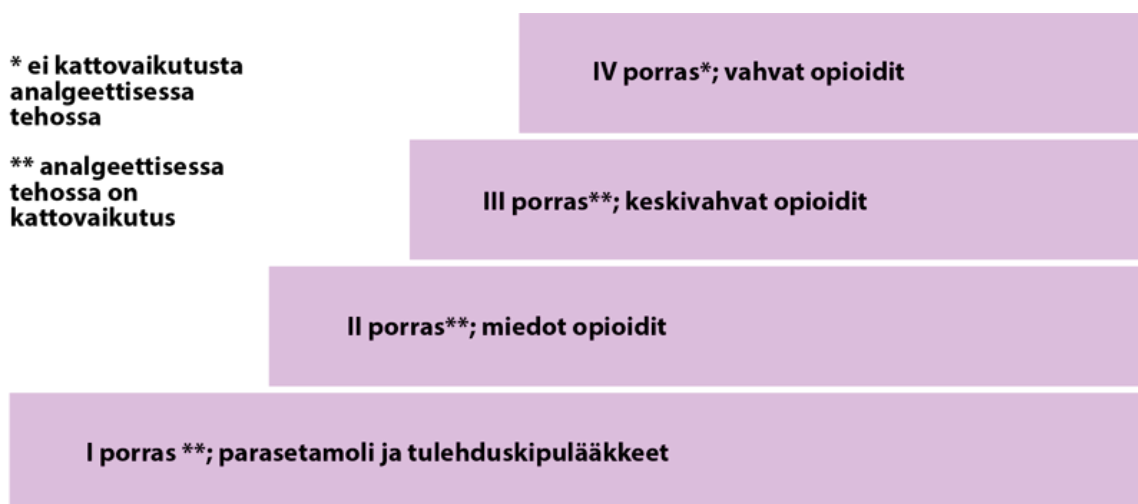 * ei kattovaikutusta
analgeettisessa
tehossa
** analgeettisessa
tehossa on
kattovaikutus
IV porras*; vahvat opioidit
III porras**; keskivahvat opioidit
II porras**; miedot opioidit
I porras **; parasetamoli ja tulehduskipulääkkeet